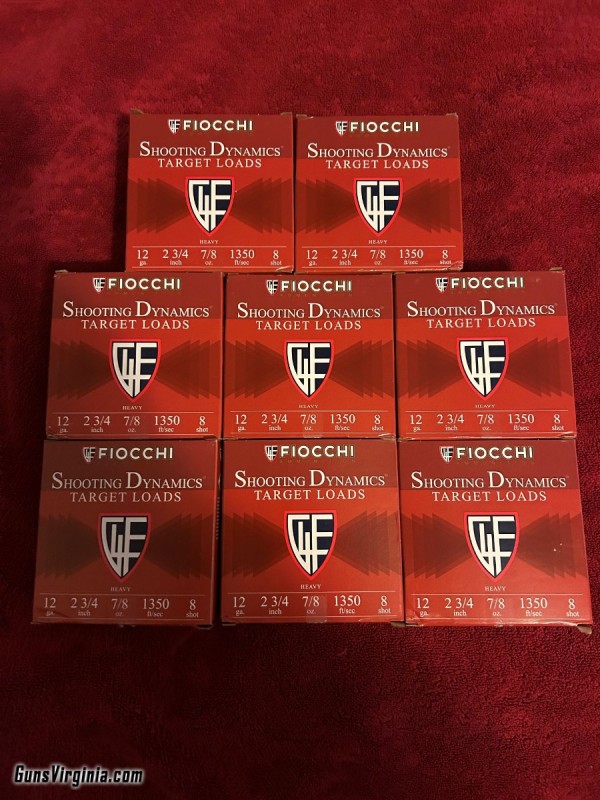 FIOCCHI
SHOOTING DYNAMICS
TARGET LOADS
HEAVY
12 ga. 2 3/4 inch 7/8 oz. 1350 ft/sec 8 shot
FIOCCHI
SHOOTING DYNAMICS
TARGET LOADS
HEAVY
12 ga. 2 3/4 inch 7/8 oz. 1350 ft/sec 8 shot
FIOCCHI
SHOOTING DYNAMICS
TARGET LOADS
HEAVY
12 ga. 2 3/4 inch 7/8 oz. 1350 ft/sec 8 shot
FIOCCHI
SHOOTING DYNAMICS
TARGET LOADS
HEAVY
12 ga. 2 3/4 inch 7/8 oz. 1350 ft/sec 8 shot
FIOCCHI
SHOOTING DYNAMICS
TARGET LOADS
HEAVY
12 ga. 2 3/4 inch 7/8 oz. 1350 ft/sec 8 shot
FIOCCHI
SHOOTING DYNAMICS
TARGET LOADS
HEAVY
12 ga. 2 3/4 inch 7/8 oz. 1350 ft/sec 8 shot
FIOCCHI
SHOOTING DYNAMICS
TARGET LOADS
HEAVY
12 ga. 2 3/4 inch 7/8 oz. 1350 ft/sec 8 shot
FIOCCHI
SHOOTING DYNAMICS
TARGET LOADS
HEAVY
12 ga. 2 3/4 inch 7/8 oz. 1350 ft/sec 8 shot
GunsVirginia.com